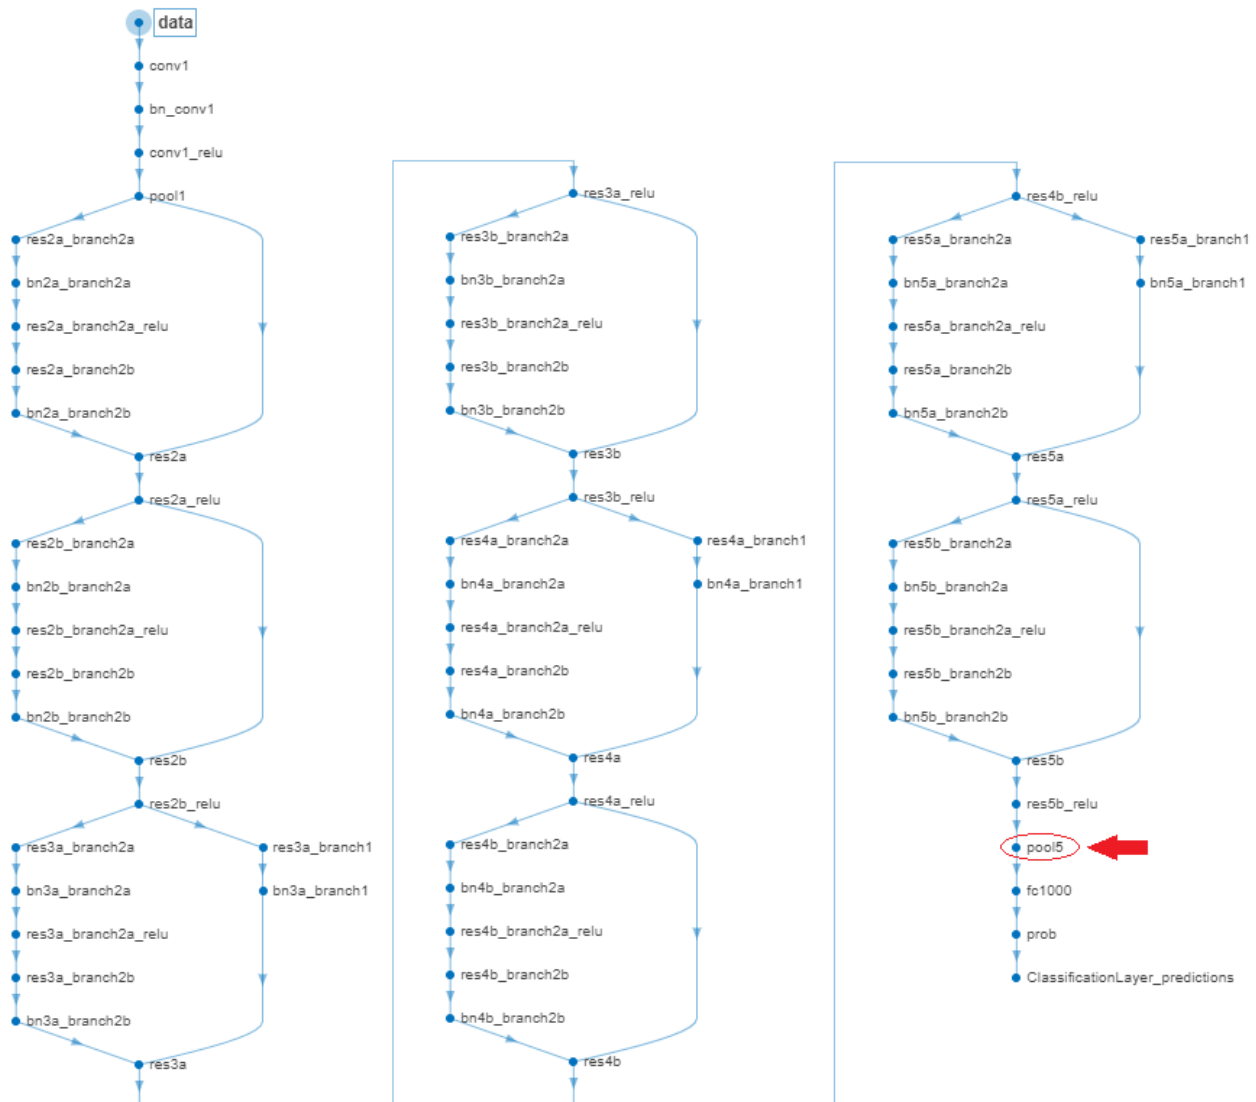 data
conv1
bn_conv1
conv1_relu
pool1
res2a_branch2a
bn2a_branch2a
res2a_branch2a_relu
res2a_branch2b
bn2a_branch2b
res2a
res2a_relu
res2b_branch2a
bn2b_branch2a
res2b_branch2a_relu
res2b_branch2b
bn2b_branch2b
res2b
res2b_relu
res3a_branch2a
res3a_branch1
bn3a_branch2a
bn3a_branch1
res3a_branch2a_relu
res3a_branch2b
bn3a_branch2b
res3a
res3a_relu
res3b_branch2a
bn3b_branch2a
res3b_branch2a_relu
res3b_branch2b
bn3b_branch2b
res3b
res3b_relu
res4a_branch2a
res4a_branch1
bn4a_branch2a
bn4a_branch1
res4a_branch2a_relu
res4a_branch2b
bn4a_branch2b
res4a
res4a_relu
res4b_branch2a
bn4b_branch2a
res4b_branch2a_relu
res4b_branch2b
bn4b_branch2b
res4b
res4b_relu
res5a_branch2a
res5a_branch1
bn5a_branch2a
bn5a_branch1
res5a_branch2a_relu
res5a_branch2b
bn5a_branch2b
res5a
res5a_relu
res5b_branch2a
bn5b_branch2a
res5b_branch2a_relu
res5b_branch2b
bn5b_branch2b
res5b
res5b_relu
pool5
fc1000
prob
ClassificationLayer_predictions